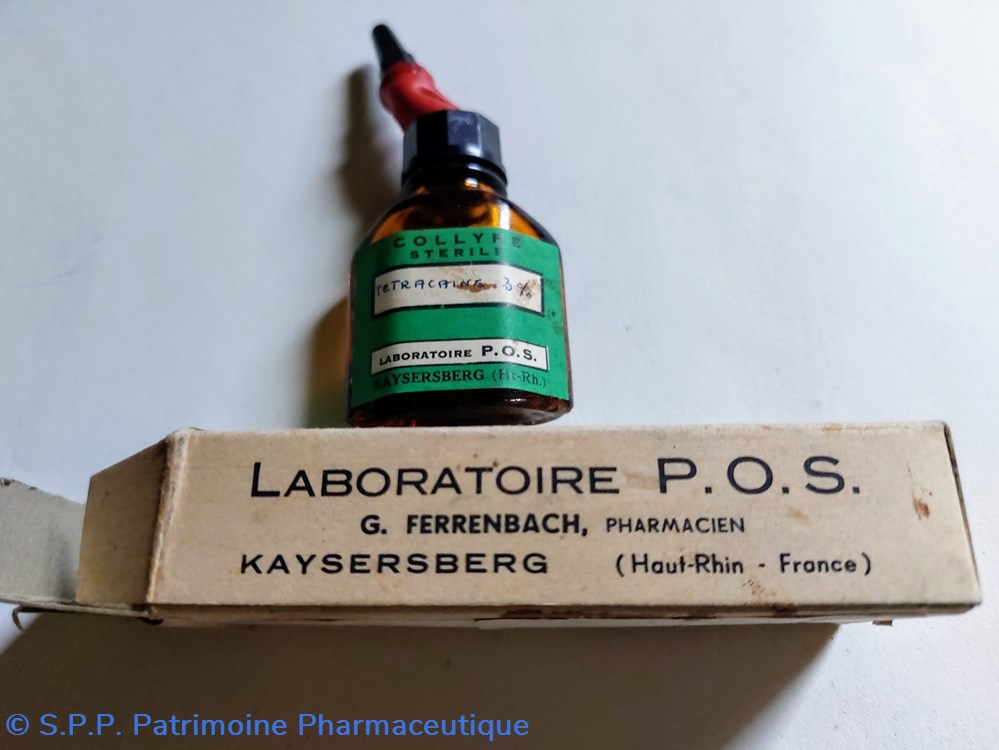 COLLYRE
STERILE
TETRACAINE 3%
LABORATOIRE P.O.S.
KAYSERSBERG (Ht-Rh.)
LABORATOIRE P.O.S.
G. FERRENBACH, PHARMACIEN
KAYSERSBERG (Haut-Rhin - France)
© S.P.P. Patrimoine Pharmaceutique